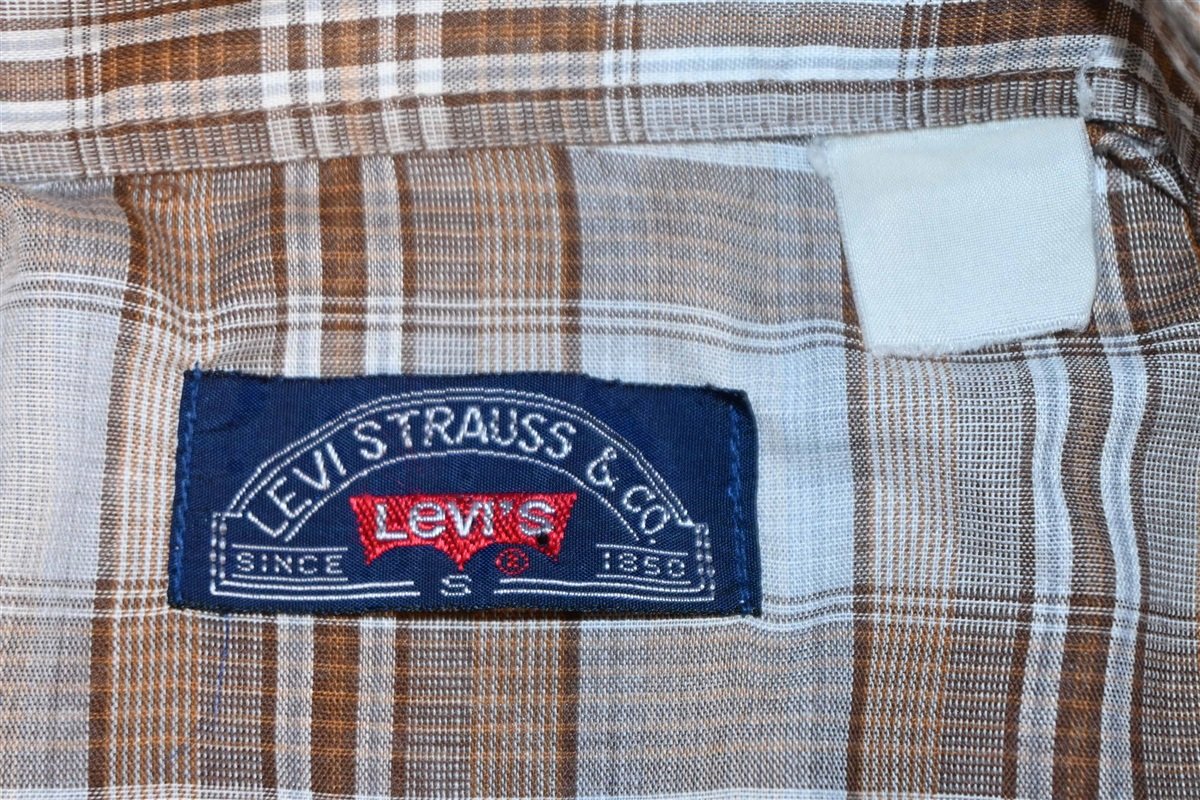 LEVI STRAUSS & CO.
Levi's ®
SINCE 1850
S